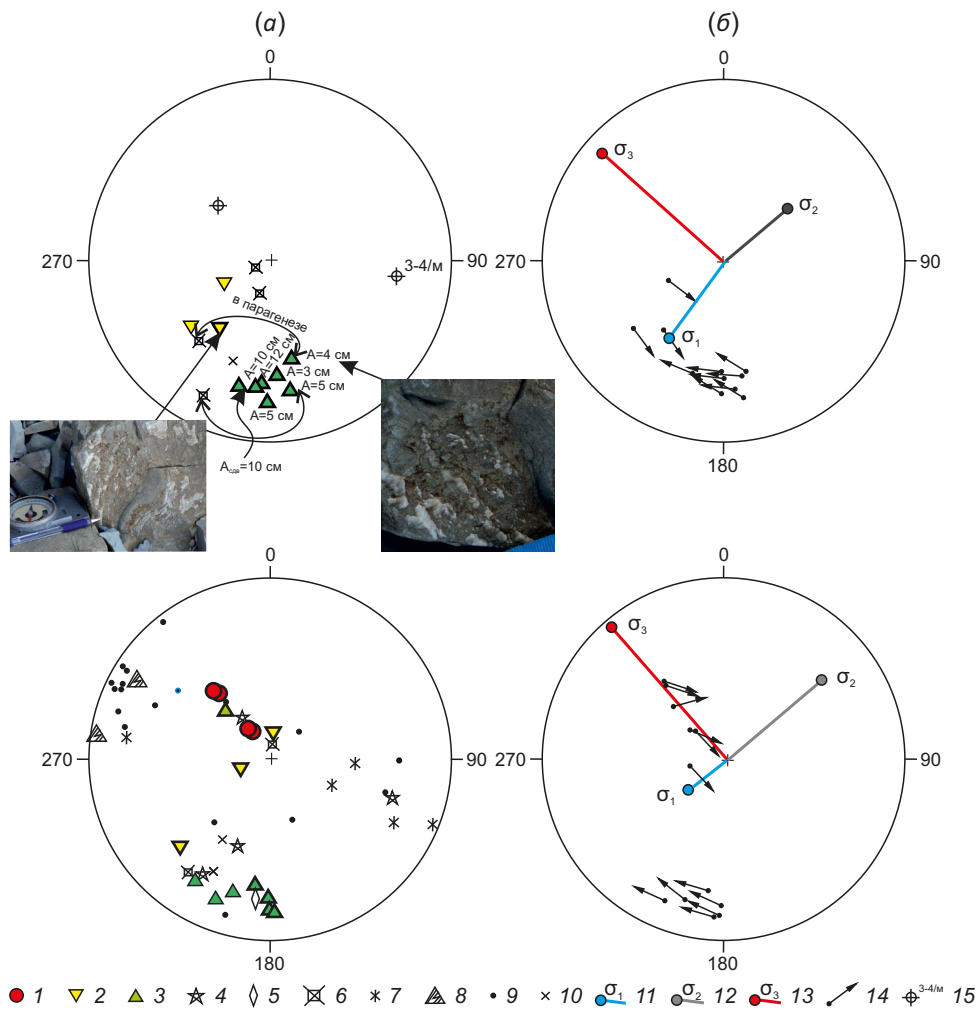 (а)
(б)
0
0
σ₃
σ₂
270
90
270
90
3-4/м
в парагенезе
A=10 см
A=12 см
A=4 см
A=3 см
A=5 см
A=5 см
σ₁
180
Aсдв=10 см
0
0
σ₃
σ₂
270
90
270
90
σ₁
180
180
1 2 3 4 5 6 7 8 9 10 σ₁ 11 σ₂ 12 σ₃ 13 14 3-4/м 15